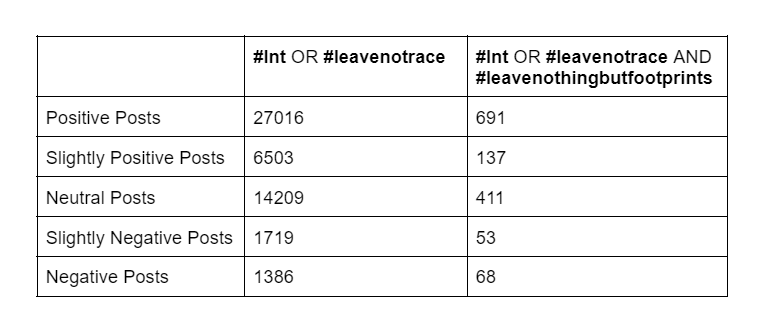 #lnt OR #leavenotrace
#lnt OR #leavenotrace AND
#leavenothingbutfootprints
Positive Posts 27016 691
Slightly Positive Posts 6503 137
Neutral Posts 14209 411
Slightly Negative Posts 1719 53
Negative Posts 1386 68